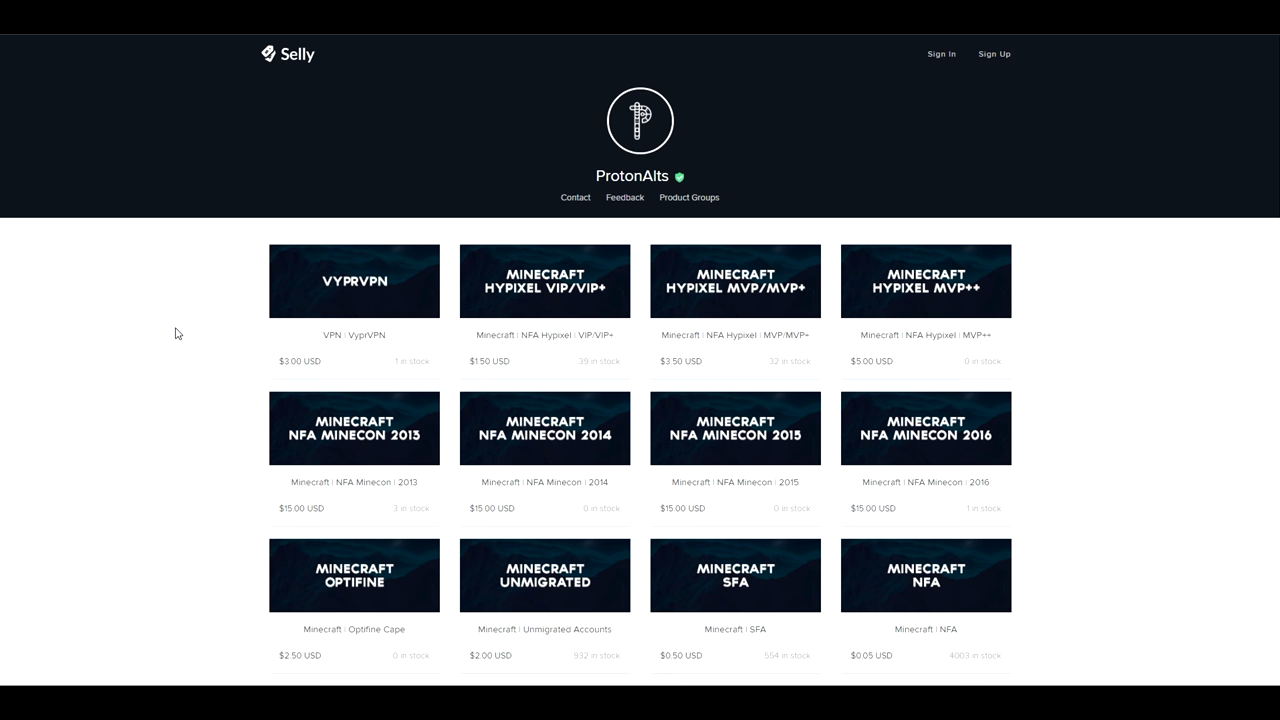 Selly
Sign In Sign Up
ProtonAlts
Contact Feedback Product Groups
VYPRVPN
MINECRAFT
HYPIXEL VIP/VIP+
MINECRAFT
HYPIXEL MVP/MVP+
MINECRAFT
HYPIXEL MVP++
VPN | VyprVPN
Minecraft | NFA Hypixel | VIP/VIP+
Minecraft | NFA Hypixel | MVP/MVP+
Minecraft | NFA Hypixel | MVP++
$3.00 USD 1 in stock
$1.50 USD 39 in stock
$3.50 USD 32 in stock
$5.00 USD 0 in stock
MINECRAFT
NFA MINECON 2013
MINECRAFT
NFA MINECON 2014
MINECRAFT
NFA MINECON 2015
MINECRAFT
NFA MINECON 2016
Minecraft | NFA Minecon | 2013
Minecraft | NFA Minecon | 2014
Minecraft | NFA Minecon | 2015
Minecraft | NFA Minecon | 2016
$15.00 USD 3 in stock
$15.00 USD 0 in stock
$15.00 USD 0 in stock
$15.00 USD 1 in stock
MINECRAFT
OPTIFINE
MINECRAFT
UNMIGRATED
MINECRAFT
SFA
MINECRAFT
NFA
Minecraft | Optifine Cape
Minecraft | Unmigrated Accounts
Minecraft | SFA
Minecraft | NFA
$2.50 USD 0 in stock
$2.00 USD 932 in stock
$0.50 USD 554 in stock
$0.05 USD 4003 in stock